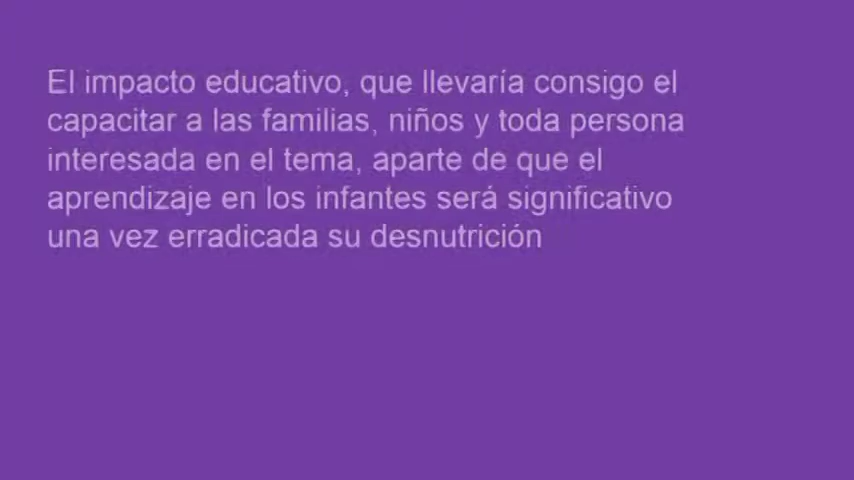 El impacto educativo, que llevaría consigo el
capacitar a las familias, niños y toda persona
interesada en el tema, aparte de que el
aprendizaje en los infantes será significativo
una vez erradicada su desnutrición